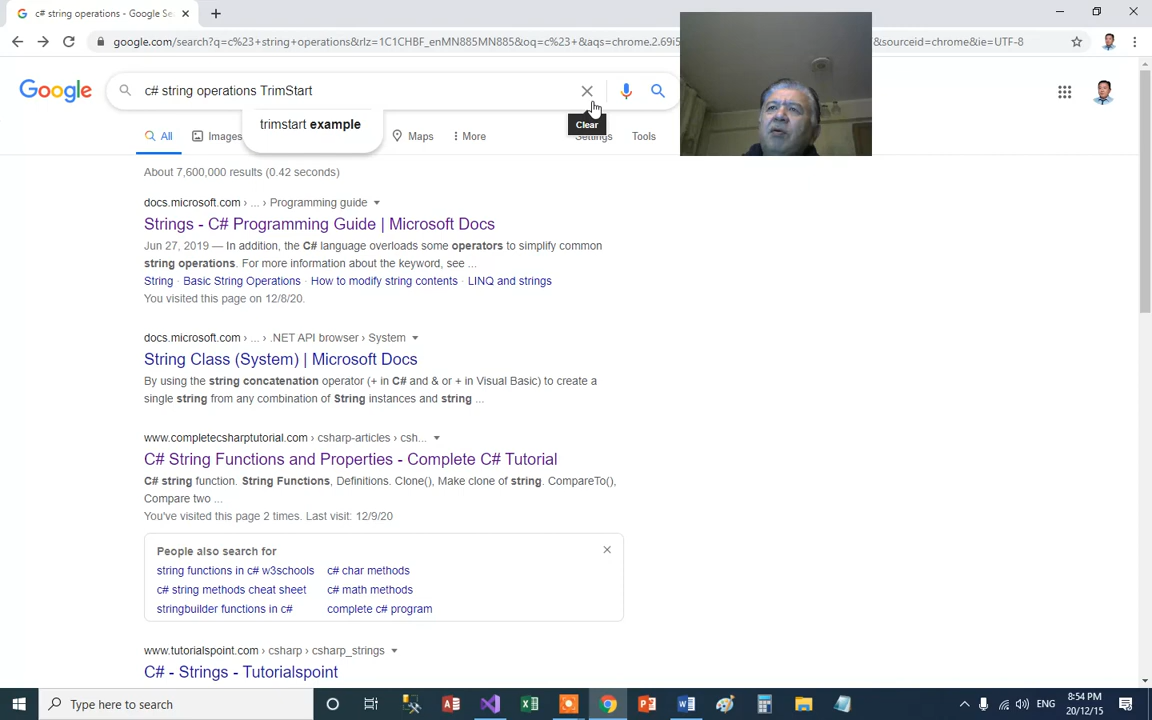 c# string operations - Google Se
google.com/search?q=c%23+string+operations&rlz=1C1CHBF_enMN885MN885&oq=c%23+&aqs=chrome.2.69i5
&sourceid=chrome&ie=UTF-8
Google
c# string operations TrimStart
Clear
trimstart example
All
Images
Maps
More
Settings
Tools
About 7,600,000 results (0.42 seconds)
docs.microsoft.com › ... › Programming guide
Strings - C# Programming Guide | Microsoft Docs
Jun 27, 2019 — In addition, the C# language overloads some operators to simplify common
string operations. For more information about the keyword, see ...
String · Basic String Operations · How to modify string contents · LINQ and strings
You visited this page on 12/8/20.
docs.microsoft.com › ... › .NET API browser › System
String Class (System) | Microsoft Docs
By using the string concatenation operator (+ in C# and & or + in Visual Basic) to create a
single string from any combination of String instances and string ...
www.completecsharptutorial.com › csharp-articles › csh...
C# String Functions and Properties - Complete C# Tutorial
C# string function. String Functions, Definitions. Clone(), Make clone of string. CompareTo(),
Compare two ...
You've visited this page 2 times. Last visit: 12/9/20
People also search for
string functions in c# w3schools
c# char methods
c# string methods cheat sheet
c# math methods
stringbuilder functions in c#
complete c# program
www.tutorialspoint.com › csharp › csharp_strings
C# - Strings - Tutorialspoint
Type here to search
ENG
8:54 PM
20/12/15